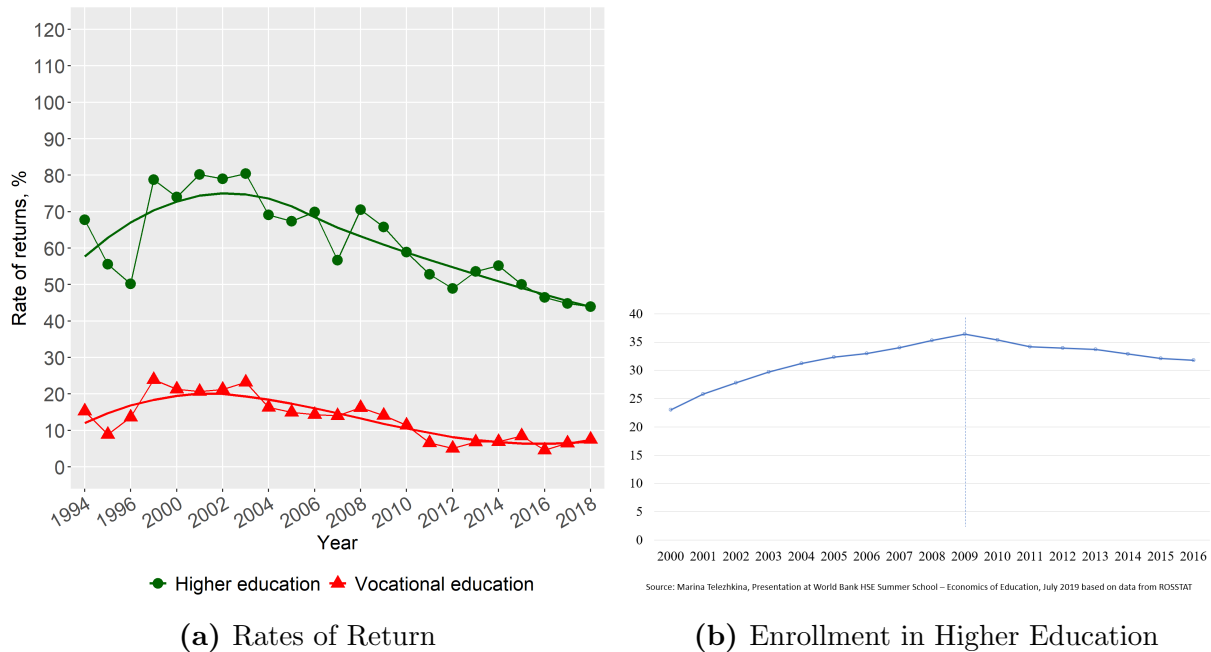 120
110
100
90
80
70
60
50
40
30
20
10
0
Rate of returns, %
1994 1996 2000 2002 2004 2006 2008 2010 2012 2014 2016 2018
Year
Higher education Vocational education
(a) Rates of Return
40
35
30
25
20
15
10
5
0
2000 2001 2002 2003 2004 2005 2006 2007 2008 2009 2010 2011 2012 2013 2014 2015 2016
Source: Marina Telezhkina, Presentation at World Bank HSE Summer School – Economics of Education, July 2019 based on data from ROSSTAT
(b) Enrollment in Higher Education